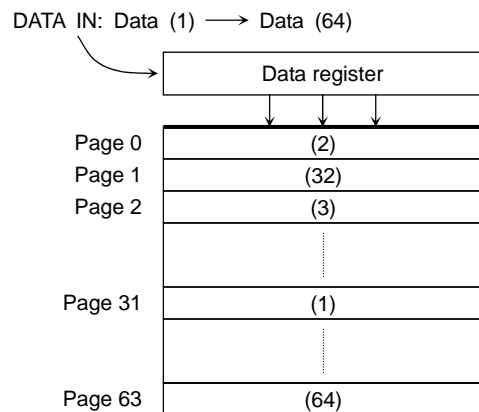 DATA IN: Data (1) ⟶ Data (64)
Data register
Page 0 (2)
Page 1 (32)
Page 2 (3)
Page 31 (1)
Page 63 (64)